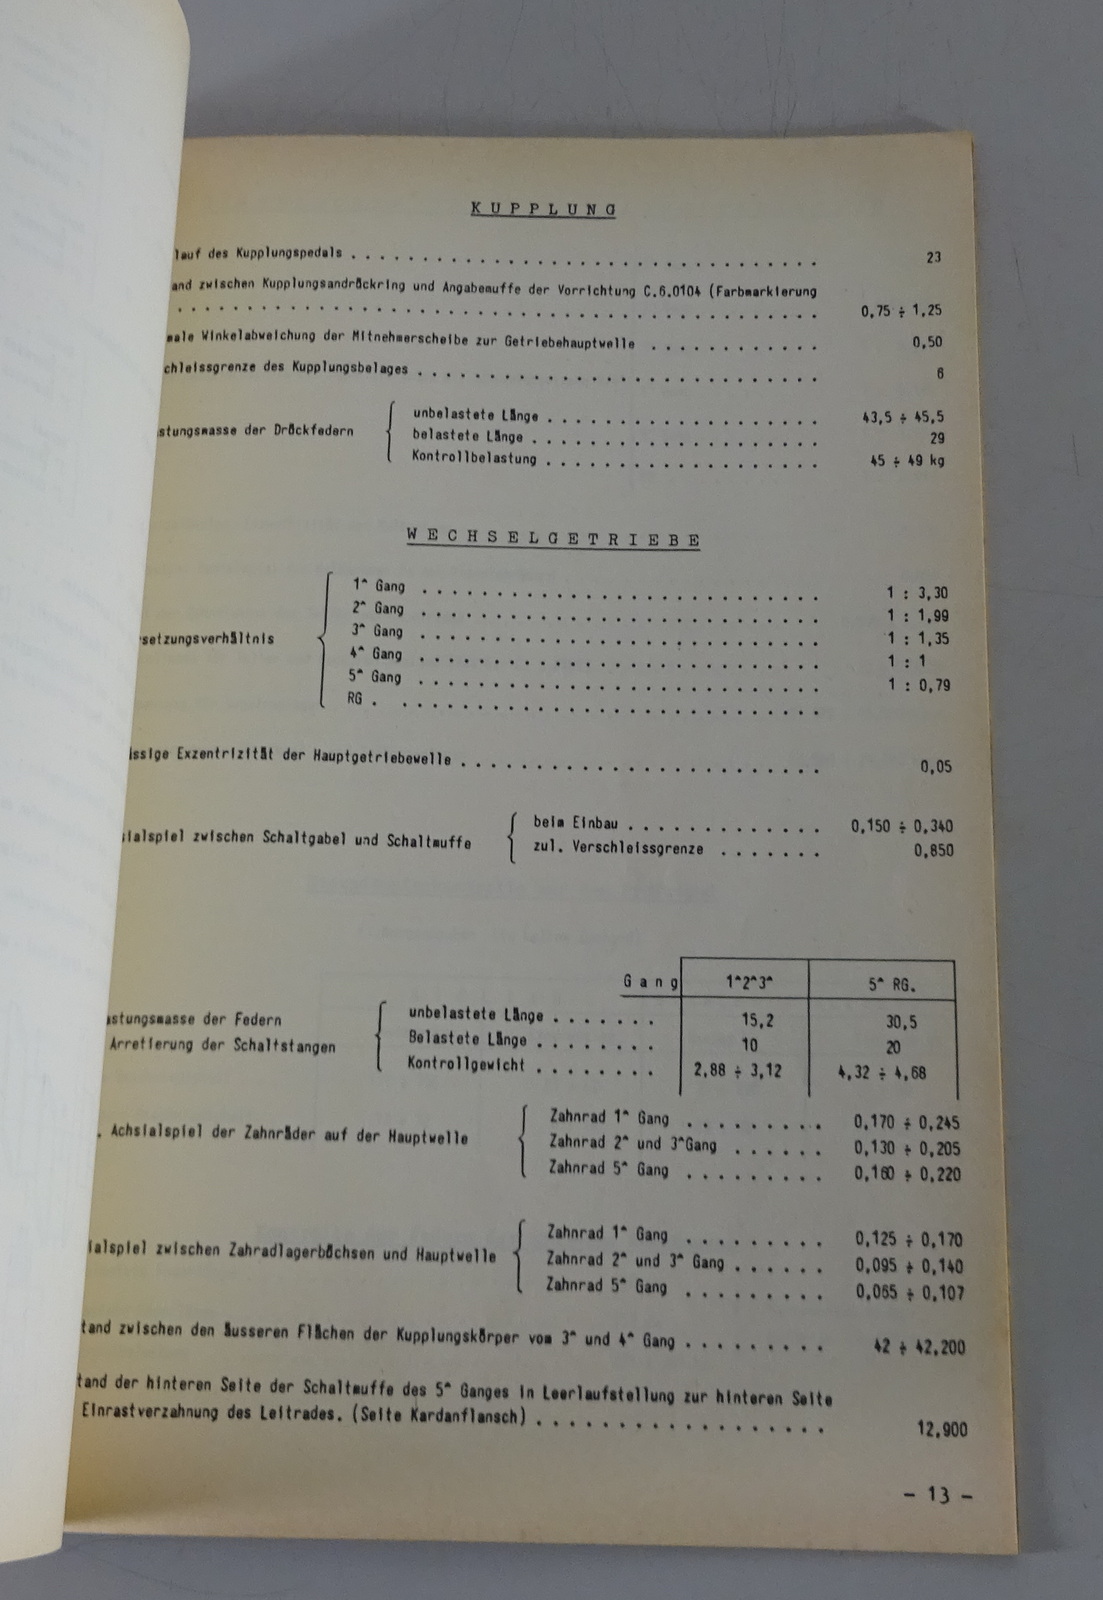 KUPPLUNG
lauf des Kupplungspedals . . . . . . . . . . . . . . . . . . . . . . . . . . . . . . . . . 23
and zwischen Kupplungsandrückring und Angabemuffe der Vorrichtung C.6.0104 (Farbmarkierung
. . . . . . . . . . . . . . . . . . . . . . . . . . . . . . . . . . . . . . . . . . . . . 0,75 ÷ 1,25
male Winkelabweichung der Mitnehmerscheibe zur Getriebehauptwelle . . . . . . . . . . . . 0,50
chleissgrenze des Kupplungsbelages . . . . . . . . . . . . . . . . . . . . . . . . . . . . 6
unbelastete Länge . . . . . . . . . . . . . . . . . . . 43,5 ÷ 45,5
stungsmasse der Drückfedern belastete Länge . . . . . . . . . . . . . . . . . . . . 29
Kontrollbelastung . . . . . . . . . . . . . . . . . . . 45 ÷ 49 kg
WECHSELGETRIEBE
1^ Gang . . . . . . . . . . . . . . . . . . . . . . . . . . . . 1 : 3,30
2^ Gang . . . . . . . . . . . . . . . . . . . . . . . . . . . . 1 : 1,99
rsetzungsverhältnis 3^ Gang . . . . . . . . . . . . . . . . . . . . . . . . . . . . 1 : 1,35
4^ Gang . . . . . . . . . . . . . . . . . . . . . . . . . . . . 1 : 1
5^ Gang . . . . . . . . . . . . . . . . . . . . . . . . . . . . 1 : 0,79
RG . . . . . . . . . . . . . . . . . . . . . . . . . . . . . .
ässige Exzentrizität der Hauptgetriebewelle . . . . . . . . . . . . . . . . . . . . . . . . 0,05
beim Einbau . . . . . . . . . . . . . 0,150 ÷ 0,340
sialspiel zwischen Schaltgabel und Schaltmuffe zul. Verschleissgrenze . . . . . . . 0,850
Gang 1^2^3^ 5^ RG.
astungsmasse der Federn unbelastete Länge . . . . . . . 15,2 30,5
Arretierung der Schaltstangen Belastete Länge . . . . . . . . 10 20
Kontrollgewicht . . . . . . . . 2,88 ÷ 3,12 4,32 ÷ 4,68
Zahnrad 1^ Gang . . . . . . . . . . 0,170 ÷ 0,245
. Achsialspiel der Zahnräder auf der Hauptwelle Zahnrad 2^ und 3^Gang . . . . . . 0,130 ÷ 0,205
Zahnrad 5^ Gang . . . . . . . . . 0,160 ÷ 0,220
Zahnrad 1^ Gang . . . . . . . . . 0,125 ÷ 0,170
ialspiel zwischen Zahradlagerbüchsen und Hauptwelle Zahnrad 2^ und 3^ Gang . . . . . . 0,095 ÷ 0,140
Zahnrad 5^ Gang . . . . . . . . . 0,065 ÷ 0,107
tand zwischen den äusseren Flächen der Kupplungskörper vom 3^ und 4^ Gang . . . . . . . . . 42 ÷ 42,200
tand der hinteren Seite der Schaltmuffe des 5^ Ganges in Leerlaufstellung zur hinteren Seite
Einrastverzahnung des Leitrades. (Seite Kardanflansch) . . . . . . . . . . . . . . . . . . 12,900
- 13 -